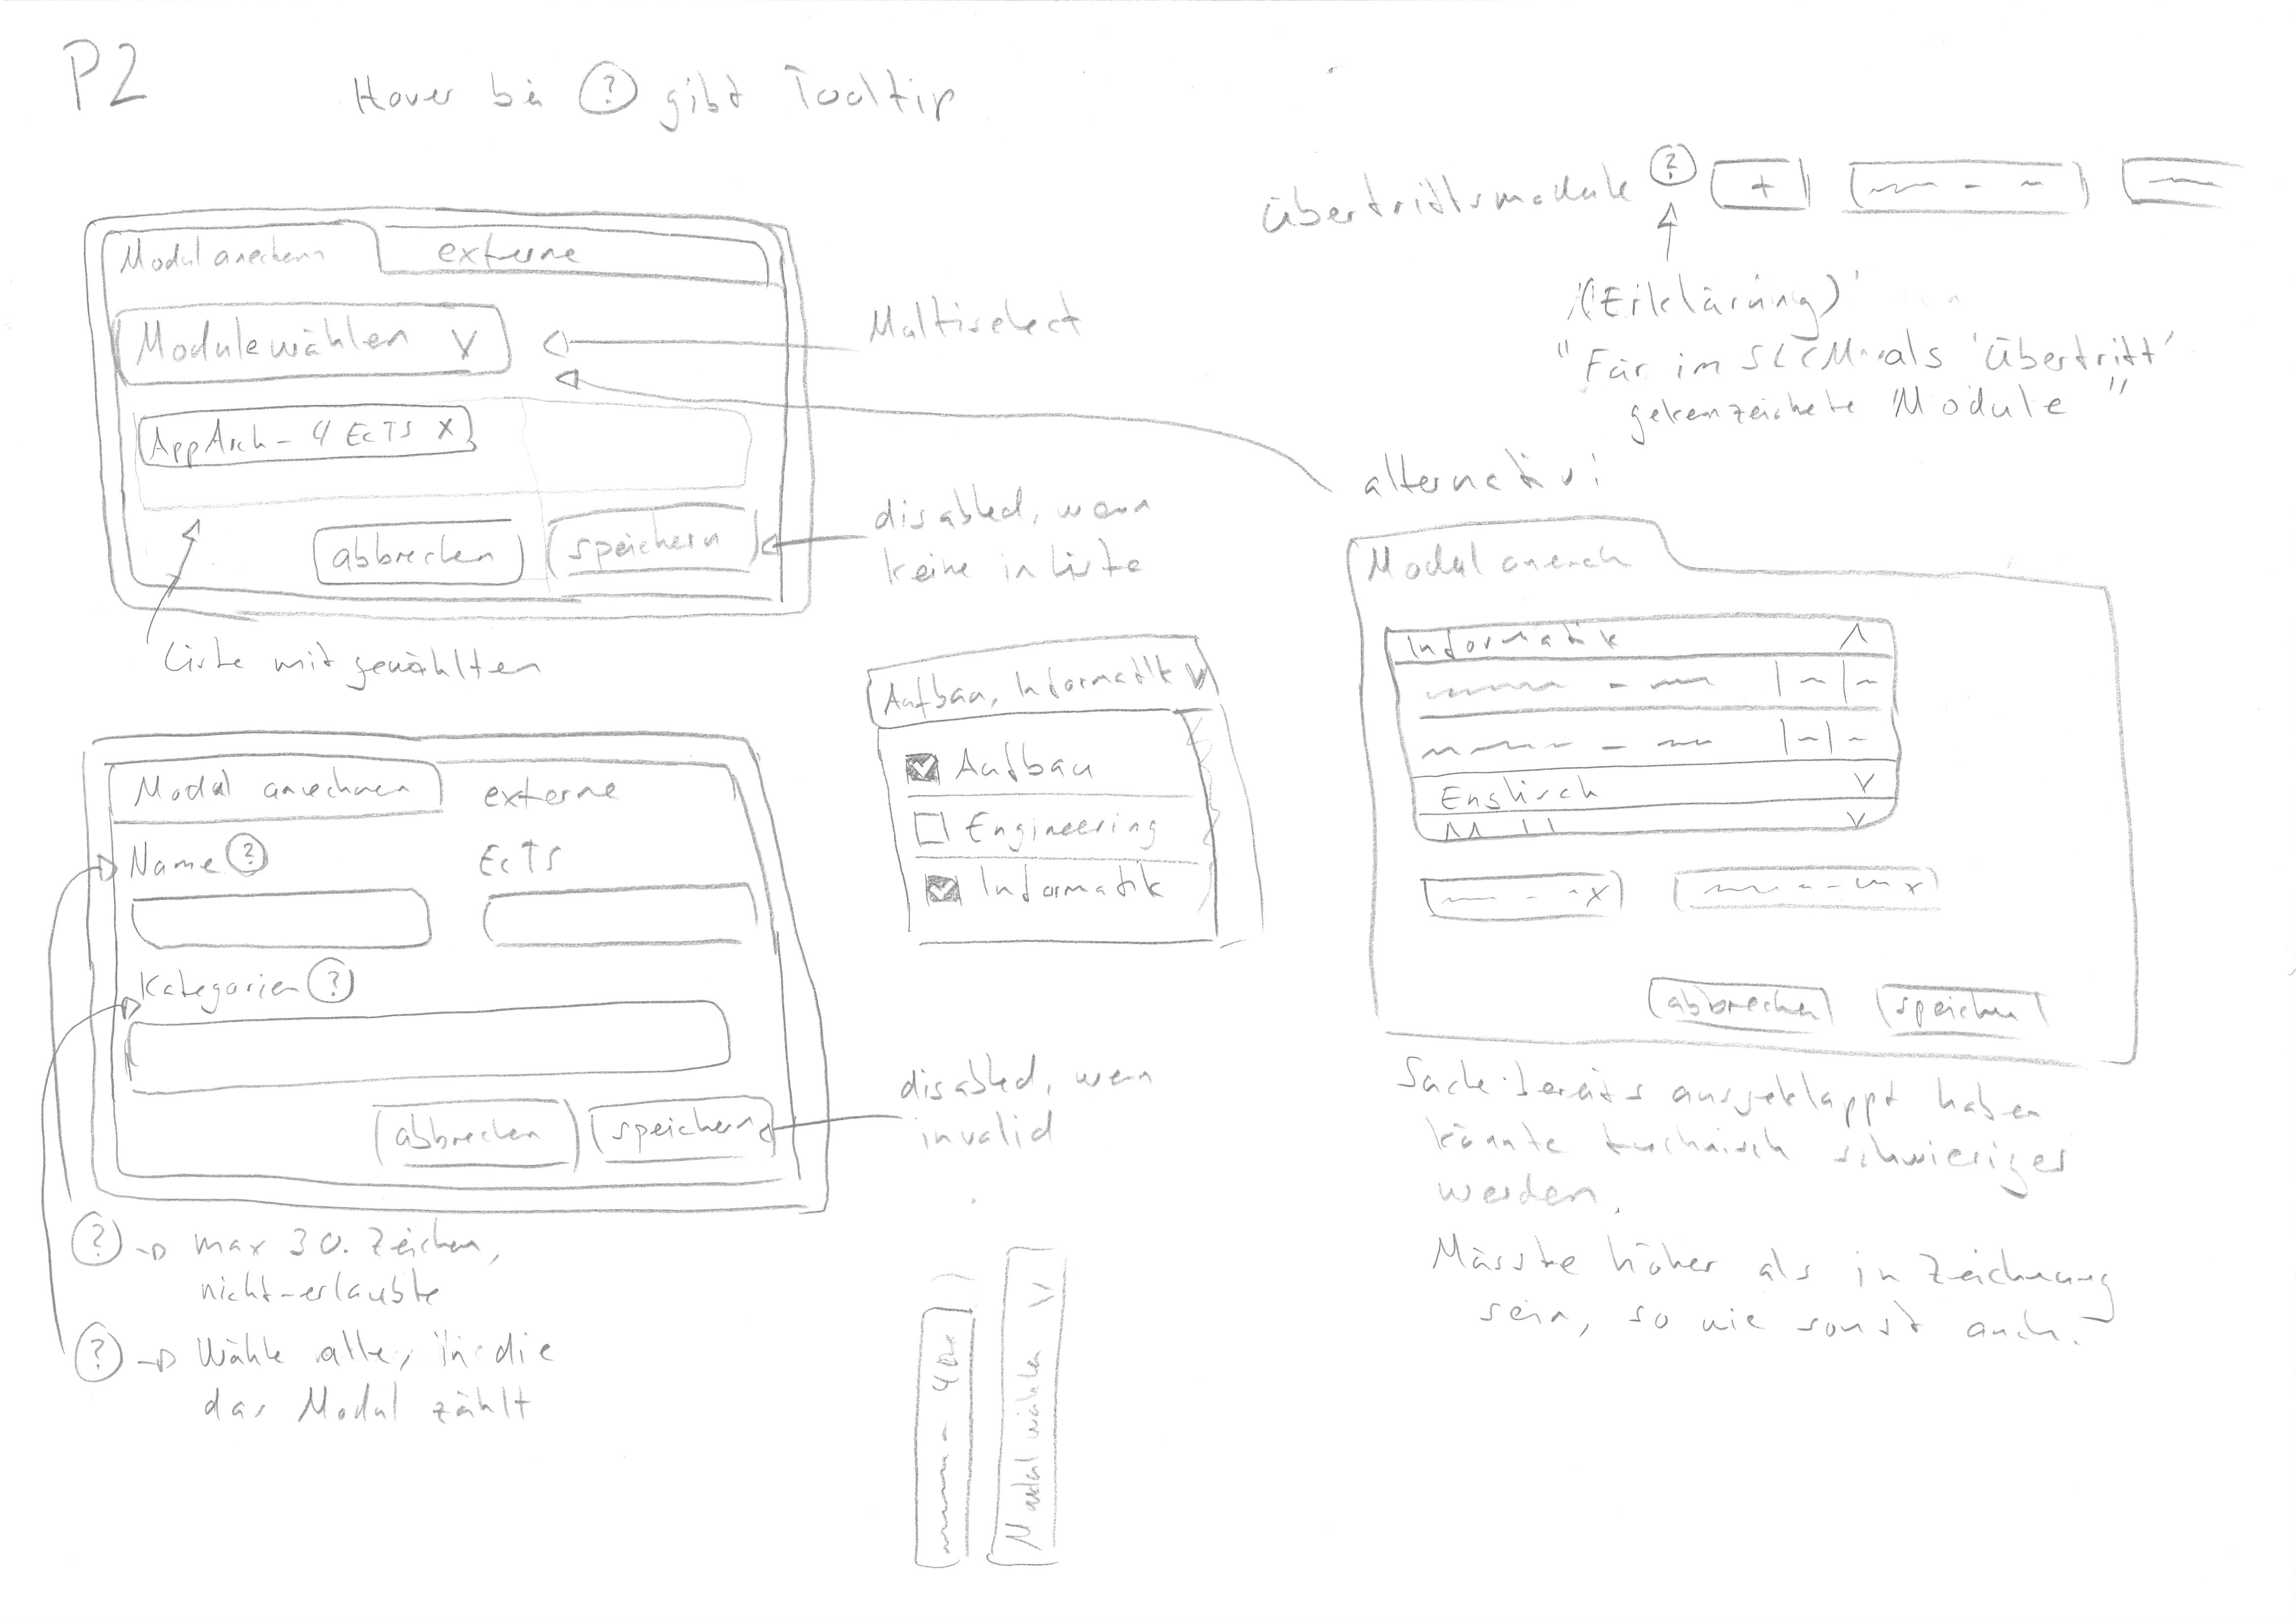 P2
Hover bei ? gibt Tooltip
Übertrittsmodule ? +
(Erklärung)
"Für im SLCM als 'Übertritt'
gekenzeichete Module"
Modul anrechnen externe
Module wählen V
Multiselect
AppArch - 4 ECTS x
abbrechen speichern
disabled, wenn
keine in Liste
Liste mit gewählten
alternativ:
Modul anrech
Informatik
Englisch V
abbrechen speichern
Sache bereits ausgeklappt haben
könnte technisch schwieriger
werden.
Müsste höher als in Zeichnung
sein, so wie sonst auch.
Aufbau, Informatik V
Aufbau
Engineering
Informatik
Modul anrechnen externe
Name ? ECTS
Kategorien ?
abbrechen speichern
disabled, wenn
invalid
? → max 30. Zeichen,
nicht-erlaubte
? → Wähle alle, in die
das Modul zählt
Modul wählen V